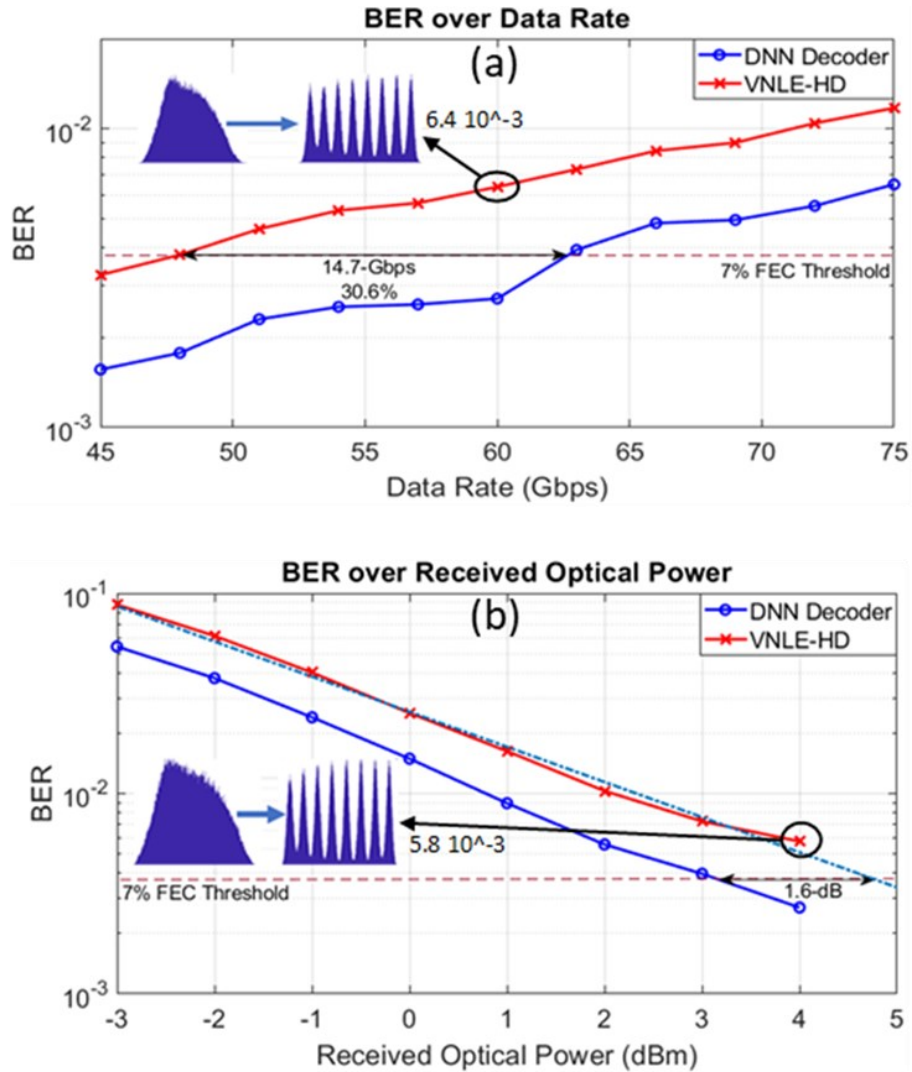 BER over Data Rate
(a)
DNN Decoder
VNLE-HD
6.4 10^-3
10^-2
BER
14.7-Gbps
30.6%
7% FEC Threshold
10^-3
45 50 55 60 65 70 75
Data Rate (Gbps)
BER over Received Optical Power
10^-1
(b)
DNN Decoder
VNLE-HD
10^-2
BER
5.8 10^-3
7% FEC Threshold
1.6-dB
10^-3
-3 -2 -1 0 1 2 3 4 5
Received Optical Power (dBm)